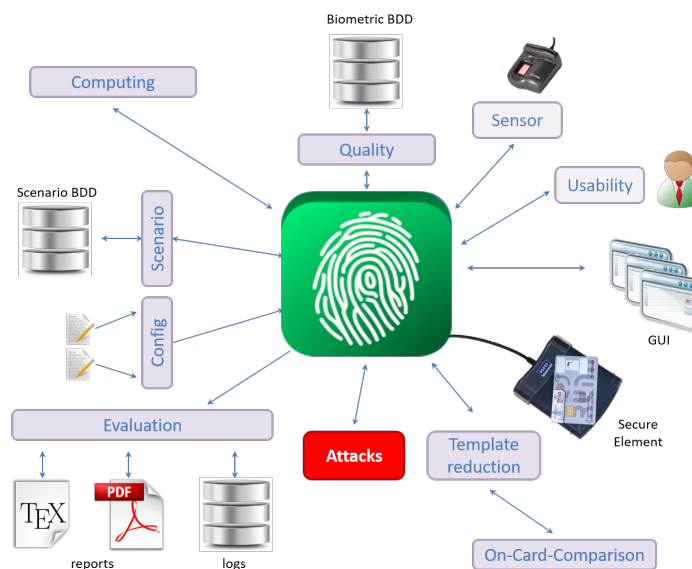 Biometric BDD
Computing
Sensor
Quality
Usability
Scenario BDD
Scenario
Config
GUI
Secure
Element
Evaluation
Attacks
Template
reduction
TEX
PDF
On-Card-Comparison
reports
logs